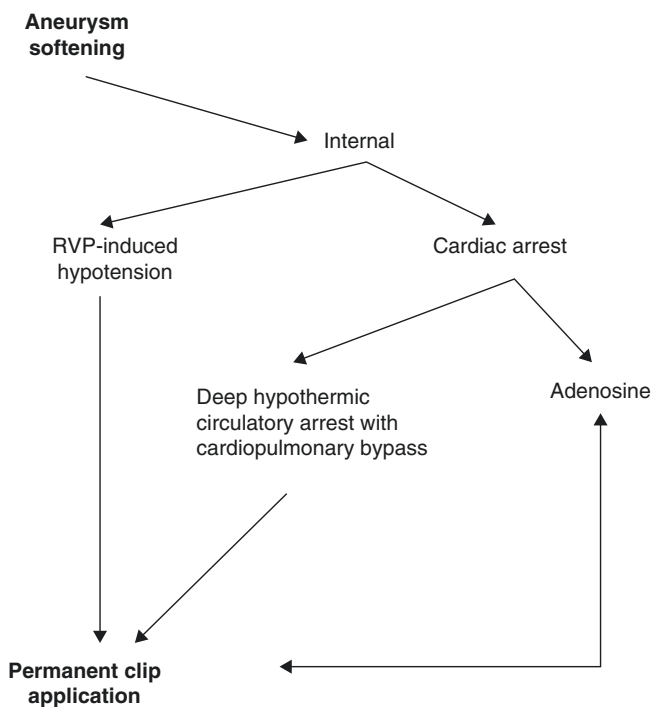 Aneurysm
softening
Internal
RVP-induced
hypotension
Cardiac arrest
Deep hypothermic
circulatory arrest with
cardiopulmonary bypass
Adenosine
Permanent clip
application